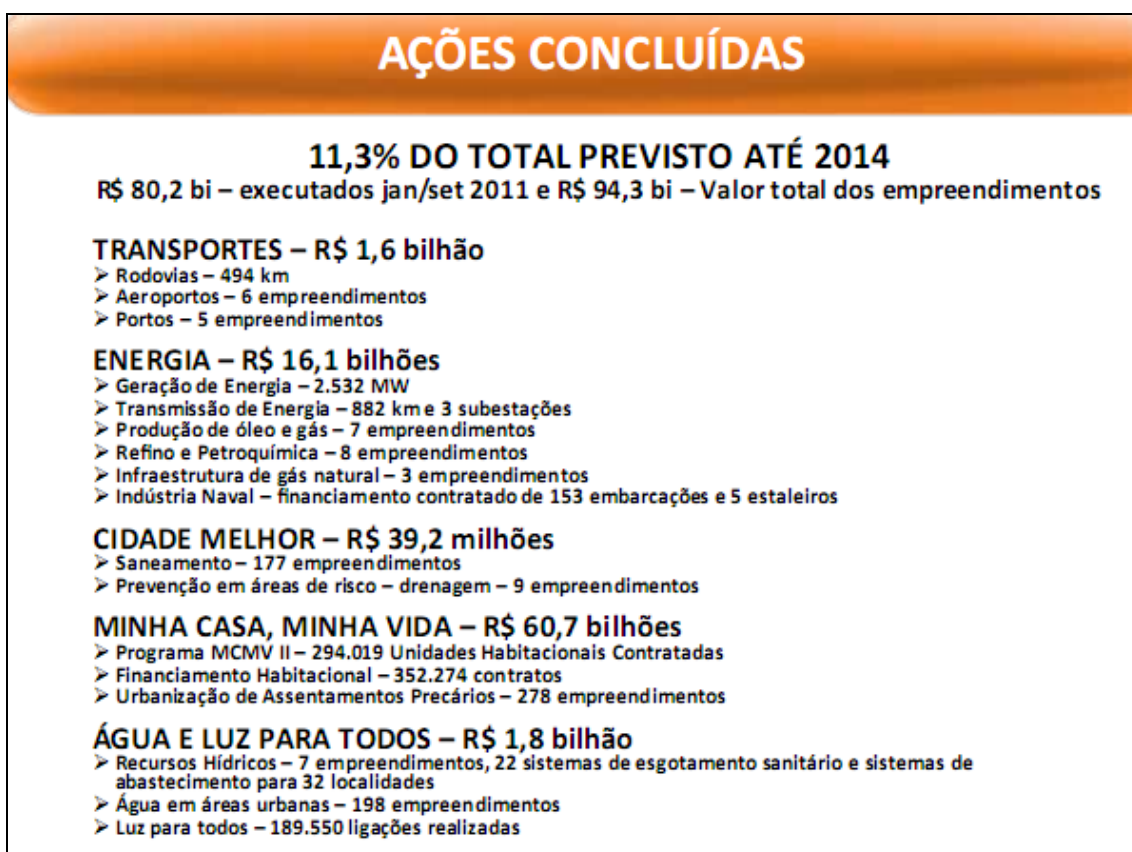 AÇÕES CONCLUÍDAS
11,3% DO TOTAL PREVISTO ATÉ 2014
R$ 80,2 bi – executados jan/set 2011 e R$ 94,3 bi – Valor total dos empreendimentos
TRANSPORTES – R$ 1,6 bilhão
➢ Rodovias – 494 km
➢ Aeroportos – 6 empreendimentos
➢ Portos – 5 empreendimentos
ENERGIA – R$ 16,1 bilhões
➢ Geração de Energia – 2.532 MW
➢ Transmissão de Energia – 882 km e 3 subestações
➢ Produção de óleo e gás – 7 empreendimentos
➢ Refino e Petroquímica – 8 empreendimentos
➢ Infraestrutura de gás natural – 3 empreendimentos
➢ Indústria Naval – financiamento contratado de 153 embarcações e 5 estaleiros
CIDADE MELHOR – R$ 39,2 milhões
➢ Saneamento – 177 empreendimentos
➢ Prevenção em áreas de risco – drenagem – 9 empreendimentos
MINHA CASA, MINHA VIDA – R$ 60,7 bilhões
➢ Programa MCMV II – 294.019 Unidades Habitacionais Contratadas
➢ Financiamento Habitacional – 352.274 contratos
➢ Urbanização de Assentamentos Precários – 278 empreendimentos
ÁGUA E LUZ PARA TODOS – R$ 1,8 bilhão
➢ Recursos Hídricos – 7 empreendimentos, 22 sistemas de esgotamento sanitário e sistemas de
abastecimento para 32 localidades
➢ Água em áreas urbanas – 198 empreendimentos
➢ Luz para todos – 189.550 ligações realizadas